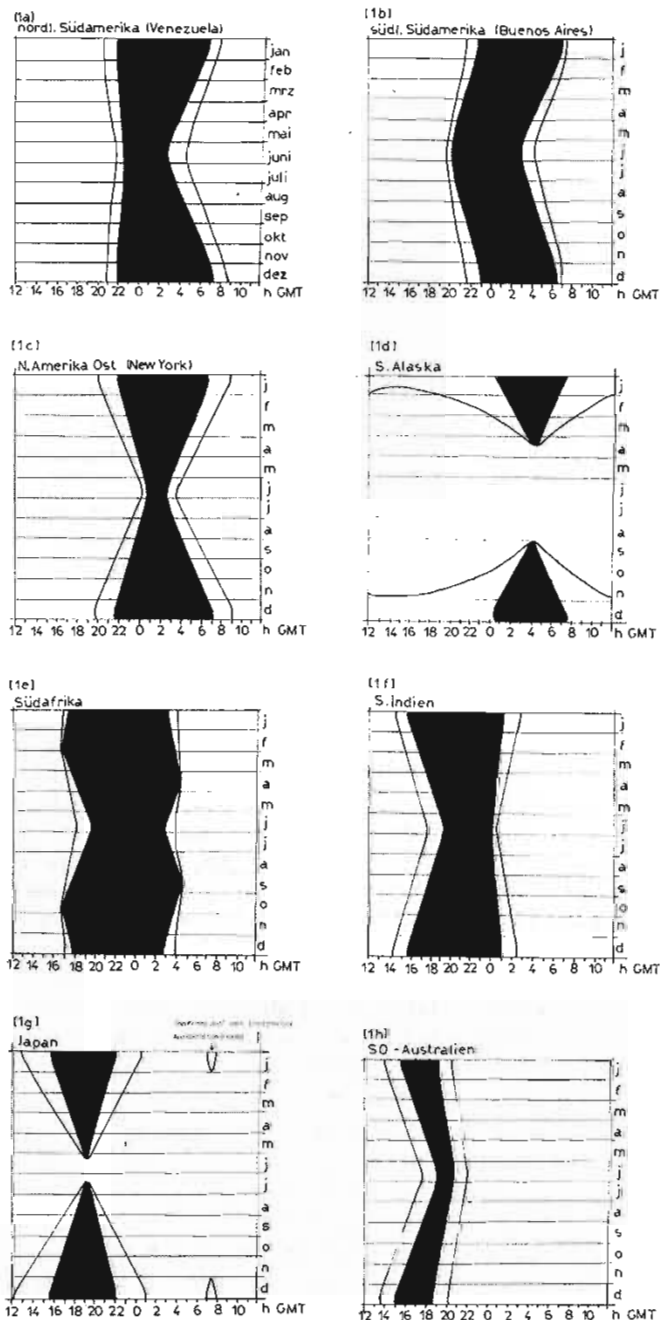 [1a]
nördl. Südamerika (Venezuela)
jan
feb
mrz
apr
mai
juni
juli
aug
sep
okt
nov
dez
12 14 16 18 20 22 0 2 4 6 8 10 h GMT
[1b]
südl. Südamerika (Buenos Aires)
j
f
m
a
m
j
j
a
s
o
n
d
12 14 16 18 20 22 0 2 4 6 8 10 h GMT
[1c]
N.Amerika Ost (New York)
j
f
m
a
m
j
j
a
s
o
n
d
12 14 16 18 20 22 0 2 4 6 8 10 h GMT
[1d]
S. Alaska
j
f
m
a
m
j
j
a
s
o
n
d
12 14 16 18 20 22 0 2 4 6 8 10 h GMT
[1e]
Südafrika
j
f
m
a
m
j
j
a
s
o
n
d
12 14 16 18 20 22 0 2 4 6 8 10 h GMT
[1f]
S. Indien
j
f
m
a
m
j
j
a
s
o
n
d
12 14 16 18 20 22 0 2 4 6 8 10 h GMT
[1g]
Japan
auf
j
f
m
a
m
j
j
a
s
o
n
d
12 14 16 18 20 22 0 2 4 6 8 10 h GMT
[1h]
SO - Australien
j
f
m
a
m
j
j
a
s
o
n
d
12 14 16 18 20 22 0 2 4 6 8 10 h GMT